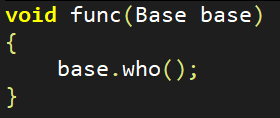 void func(Base base)
{
    base.who();
}